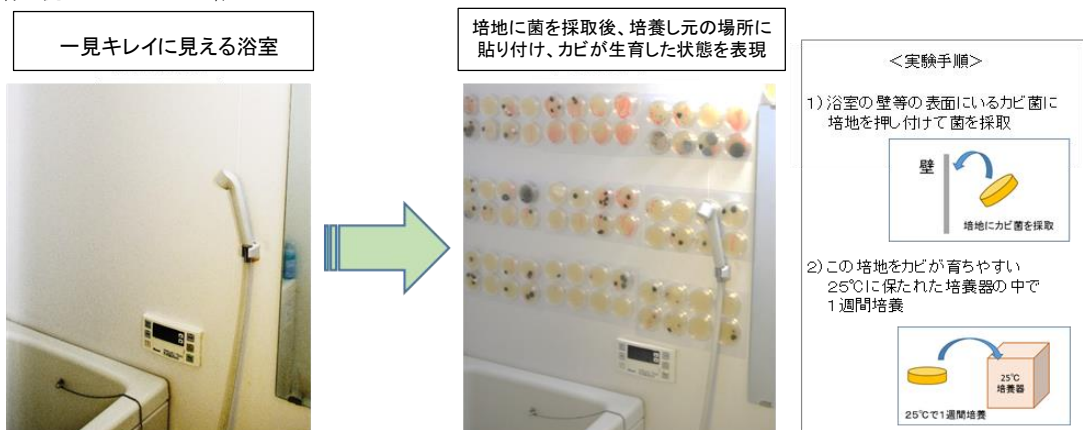 一見キレイに見える浴室
培地に菌を採取後、培養し元の場所に
貼り付け、カビが生育した状態を表現
＜実験手順＞
1)浴室の壁等の表面にいるカビ菌に
培地を押し付けて菌を採取
壁
培地にカビ菌を採取
2)この培地をカビが育ちやすい
25℃に保たれた培養器の中で
1週間培養
25℃
培養器
25℃で1週間培養